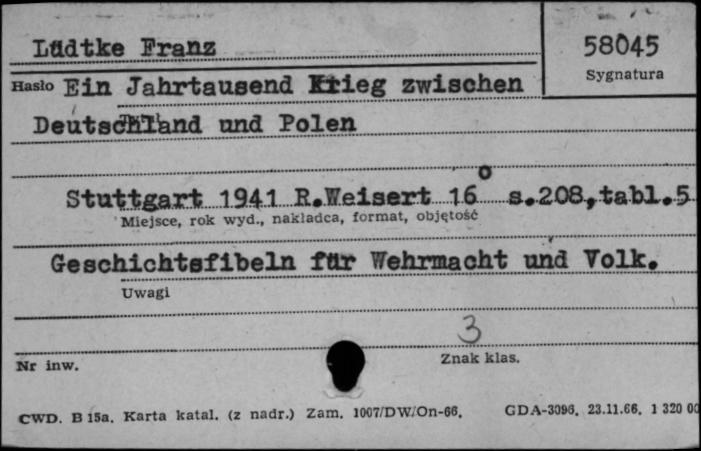 Lüdtke Franz
58045
Sygnatura
Hasło Ein Jahrtausend Krieg zwischen
Deutschland und Polen
Stuttgart 1941 R.Weisert 16° s.208,tabl.5
Miejsce, rok wyd., nakładca, format, objętość
Geschichtsfibeln für Wehrmacht und Volk.
Uwagi
3
Nr inw.
Znak klas.
CWD. B 15a. Karta katal. (z nadr.) Zam. 1007/DW/On-66. GDA-3096. 23.11.66. 1 320 00